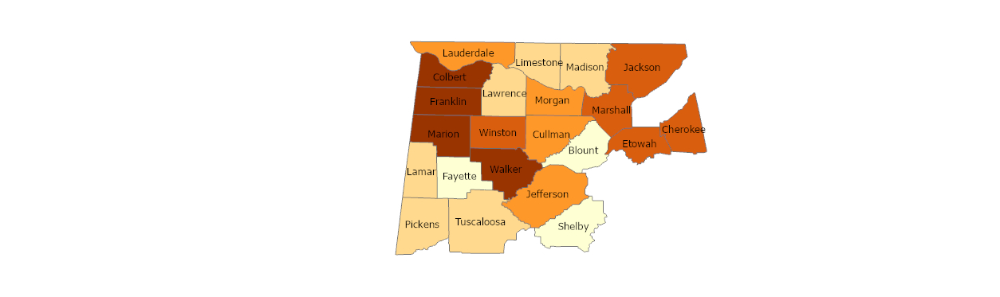 Lauderdale
Limestone
Madison
Jackson
Colbert
Lawrence
Morgan
Franklin
Marshall
Cherokee
Marion
Winston
Cullman
Etowah
Blount
Lamar
Fayette
Walker
Jefferson
Pickens
Tuscaloosa
Shelby